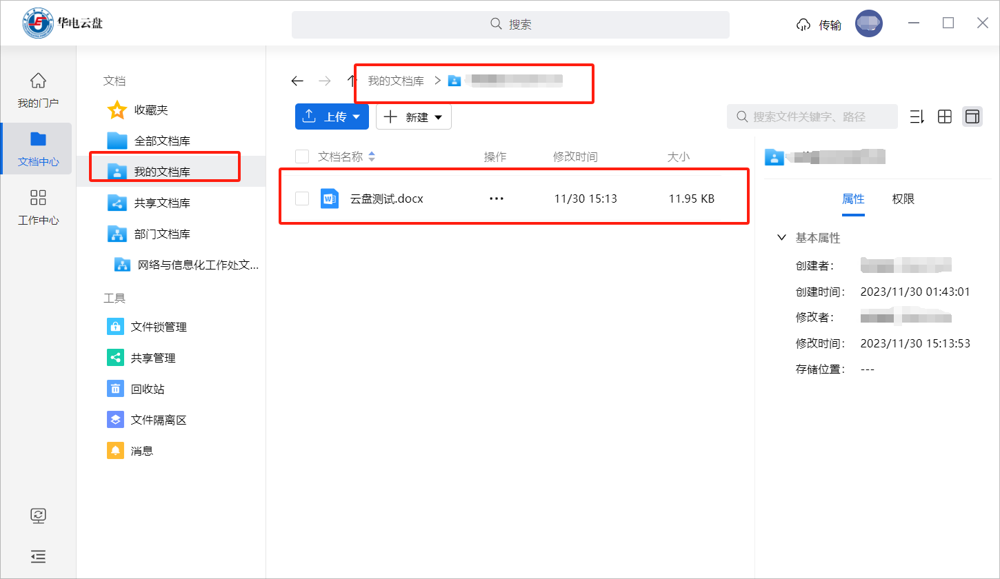 华电云盘
搜索
传输
我的门户
文档中心
工作中心
文档
收藏夹
全部文档库
我的文档库
共享文档库
部门文档库
网络与信息化工作处文...
工具
文件锁管理
共享管理
回收站
文件隔离区
消息
我的文档库 >
上传
新建
搜索文件关键字、路径
文档名称 操作 修改时间 大小
云盘测试.docx ••• 11/30 15:13 11.95 KB
属性 权限
基本属性
创建者：
创建时间： 2023/11/30 01:43:01
修改者：
修改时间： 2023/11/30 15:13:53
存储位置： ---